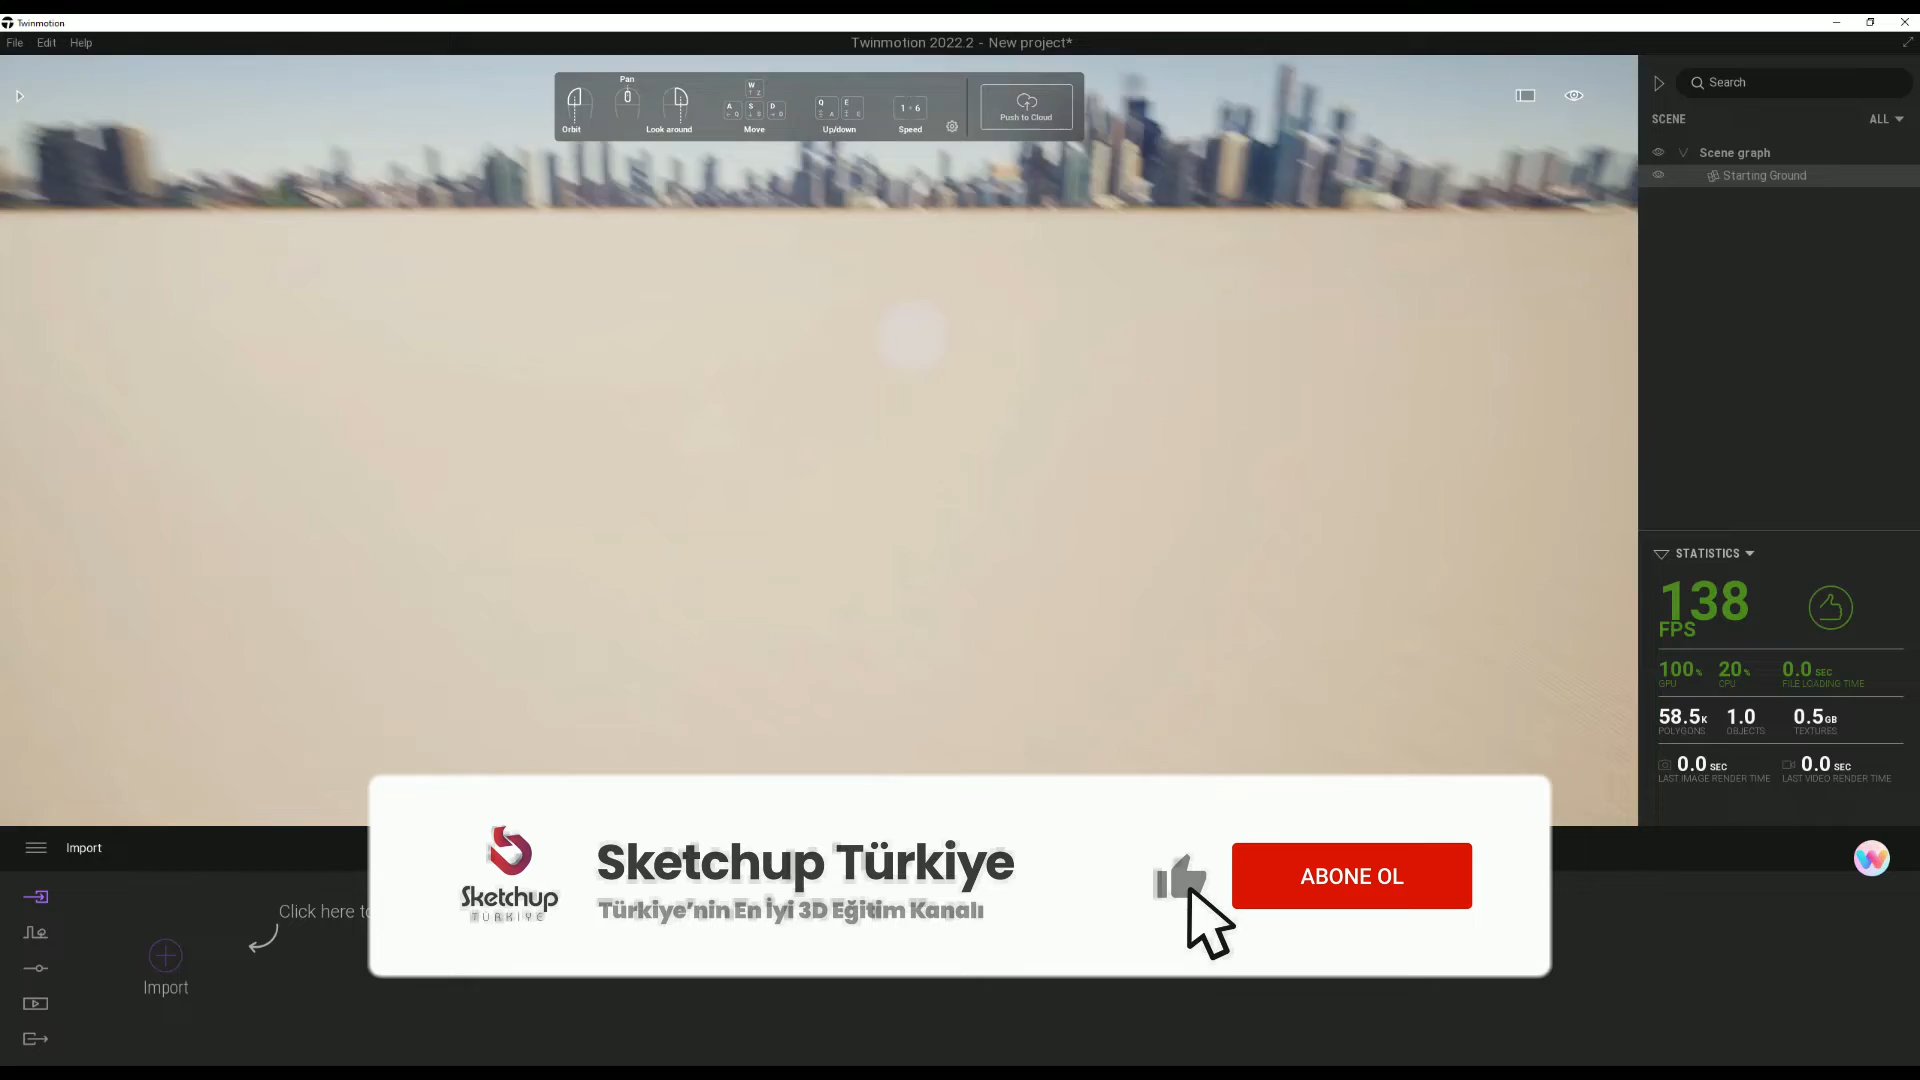 Twinmotion
File Edit Help
Twinmotion 2022.2 - New project*
Pan
Orbit
Look around
W
A S D
Move
Q E
Up/down
1 - 6
Speed
Push to Cloud
Search
SCENE
ALL
Scene graph
Starting Ground
STATISTICS
138
FPS
100% 20% 0.0 SEC
GPU CPU FILE LOADING TIME
58.5K 1.0 0.5GB
POLYGONS OBJECTS TEXTURES
0.0 SEC 0.0 SEC
LAST IMAGE RENDER TIME LAST VIDEO RENDER TIME
Import
Click here to
Import
Sketchup
TÜRKİYE
Sketchup Türkiye
Türkiye'nin En İyi 3D Eğitim Kanalı
ABONE OL